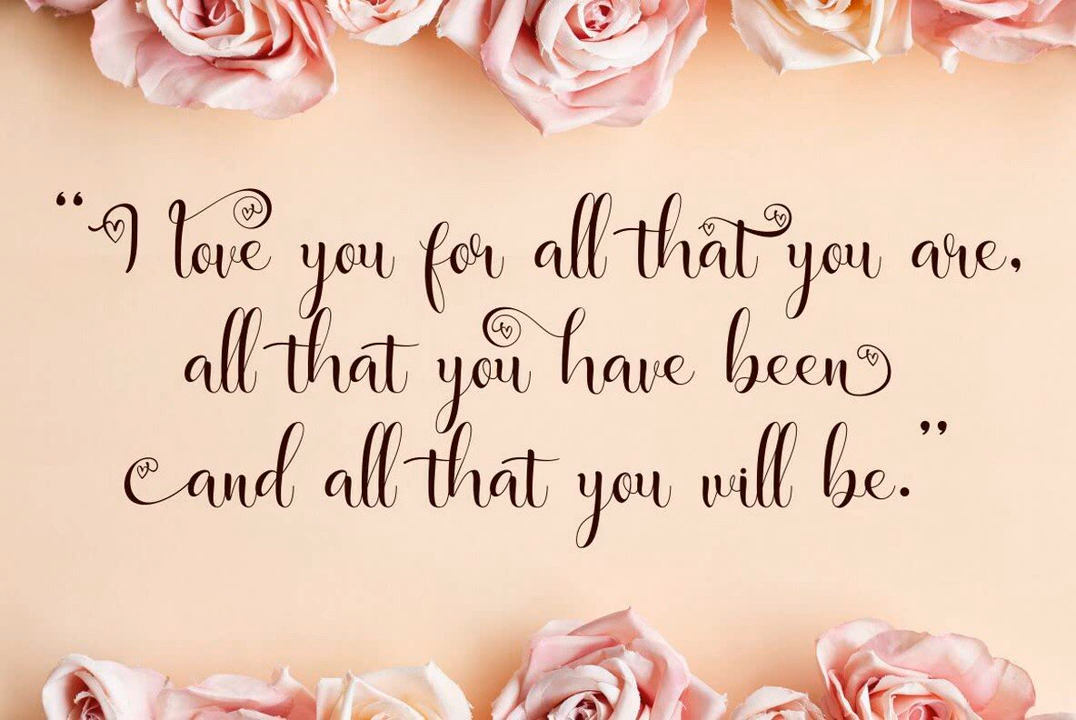 “I love you for all that you are,
all that you have been
and all that you will be.”